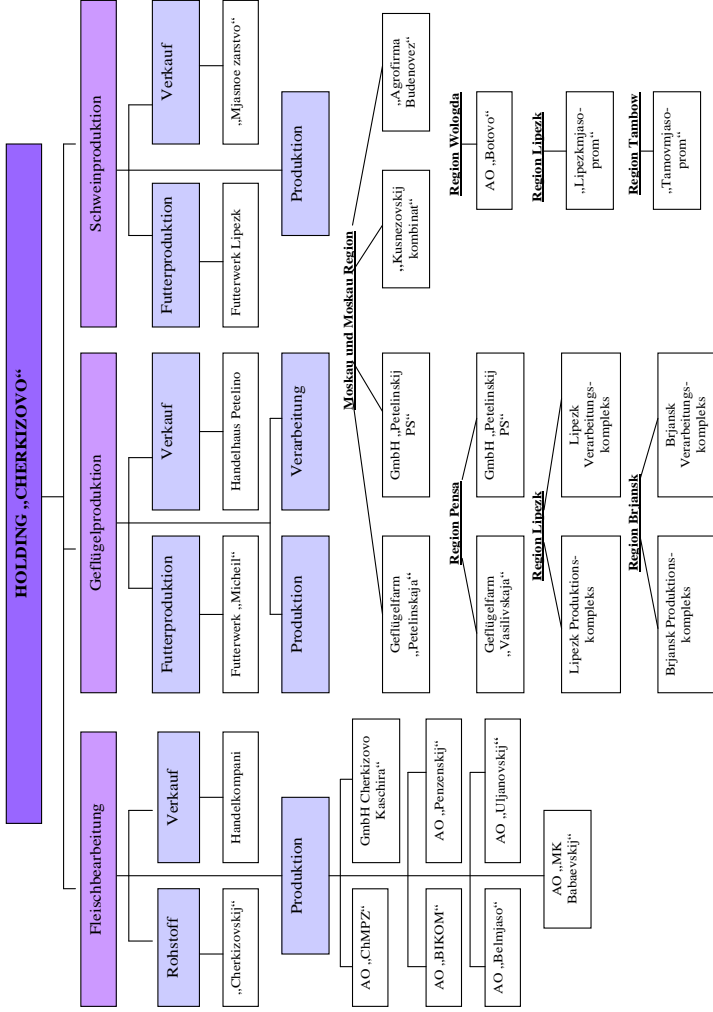 HOLDING „CHERKIZOVO“
Fleischbearbeitung
Geflügelproduktion
Schweinproduktion
Rohstoff
Verkauf
Futterproduktion
Verkauf
Futterproduktion
Verkauf
„Cherkizovskij“
Handelkompani
Futterwerk „Micheil“
Handelhaus Petelino
Futterwerk Lipezk
„Mjasnoe zarstvo“
Produktion
Produktion
Verarbeitung
Produktion
AO „ChMPZ“
GmbH Cherkizovo
Kaschira“
AO „BIKOM“
AO „Penzenskij“
AO „Belmjaso“
AO „Uljanovskij“
AO „MK
Babaevskij“
Moskau und Moskau Region
Geflügelfarm
„Petelinskaja“
GmbH „Petelinskij
PS“
„Kusnezovskij
kombinat“
„Agrofirma
Budenovez“
Region Pensa
Geflügelfarm
„Vasilivskaja“
GmbH „Petelinskij
PS“
Region Lipezk
Lipezk Produktions-
kompleks
Lipezk
Verarbeitungs-
kompleks
Region Brjansk
Brjansk Produktions-
kompleks
Brjansk
Verarbeitungs-
kompleks
Region Wologda
AO „Botovo“
Region Lipezk
„Lipezkmjaso-
prom“
Region Tambow
„Tamovmjaso-
prom“